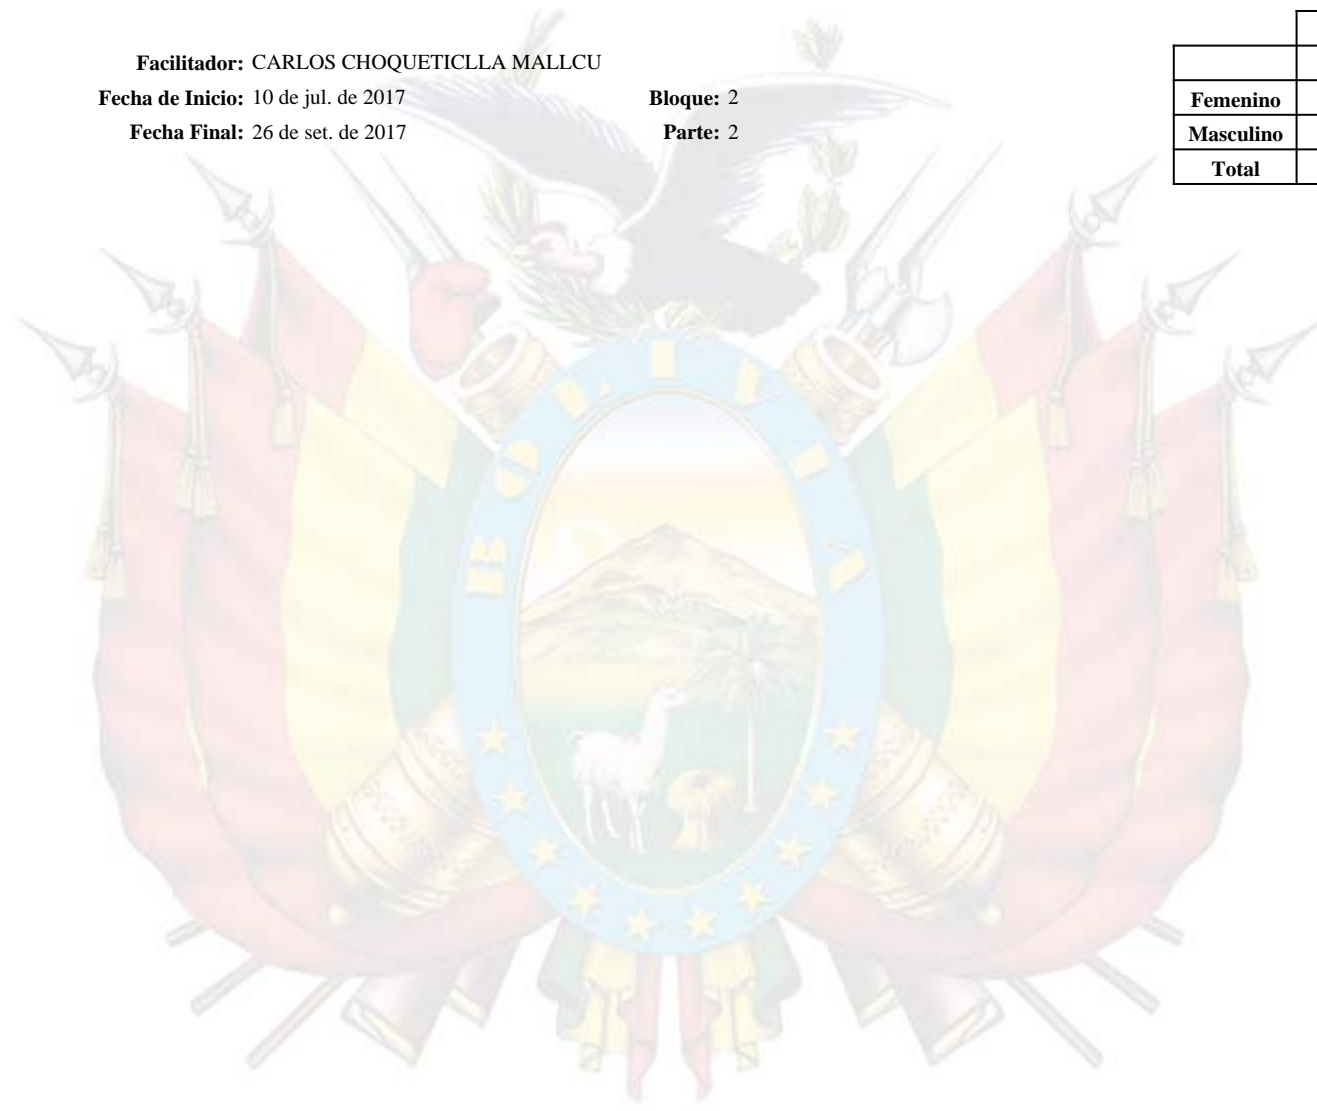 Facilitador: CARLOS CHOQUETICLLA MALLCU
Fecha de Inicio: 10 de jul. de 2017 Bloque: 2
Fecha Final: 26 de set. de 2017 Parte: 2
Femenino
Masculino
Total
BOLIVIA